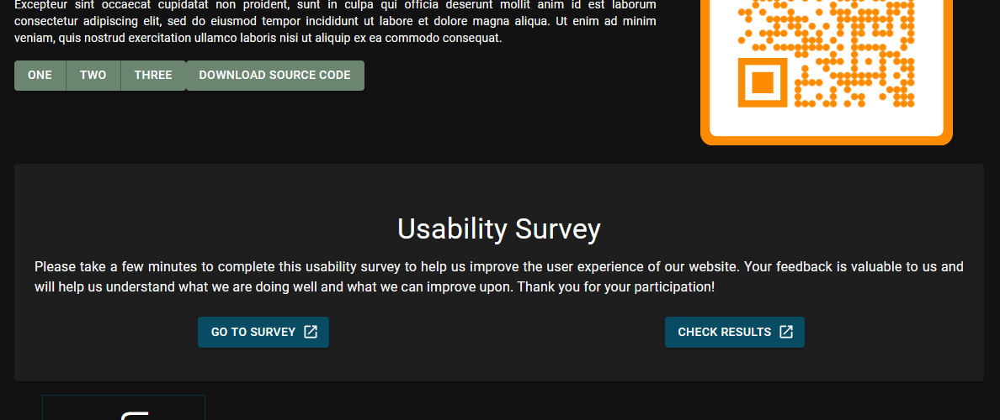 Excepteur sint occaecat cupidatat non proident, sunt in culpa qui officia deserunt mollit anim id est laborum
consectetur adipiscing elit, sed do eiusmod tempor incididunt ut labore et dolore magna aliqua. Ut enim ad minim
veniam, quis nostrud exercitation ullamco laboris nisi ut aliquip ex ea commodo consequat.
ONE TWO THREE DOWNLOAD SOURCE CODE
Usability Survey
Please take a few minutes to complete this usability survey to help us improve the user experience of our website. Your feedback is valuable to us and
will help us understand what we are doing well and what we can improve upon. Thank you for your participation!
GO TO SURVEY CHECK RESULTS